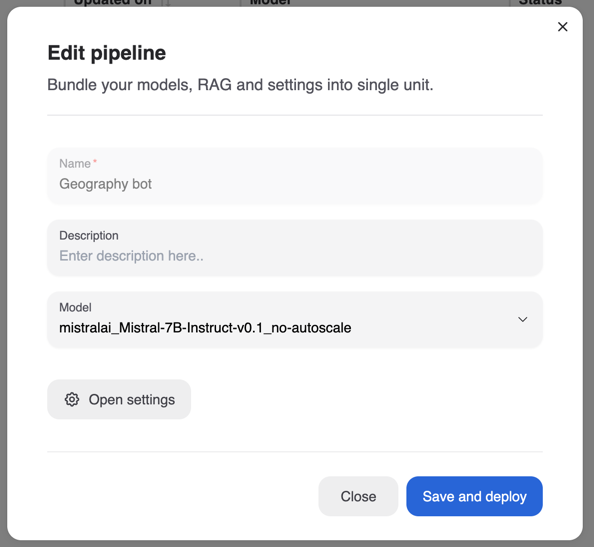 Updated on Model Status
Edit pipeline
Bundle your models, RAG and settings into single unit.
Name*
Geography bot
Description
Enter description here..
Model
mistralai_Mistral-7B-Instruct-v0.1_no-autoscale
Open settings
Close Save and deploy